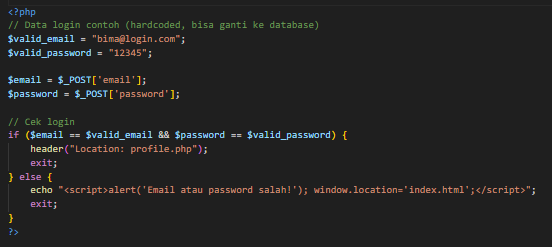 <?php
// Data login contoh (hardcoded, bisa ganti ke database)
$valid_email = "bima@login.com";
$valid_password = "12345";

$email = $_POST['email'];
$password = $_POST['password'];

// Cek login
if ($email == $valid_email && $password == $valid_password) {
    header("Location: profile.php");
    exit;
} else {
    echo "<script>alert('Email atau password salah!'); window.location='index.html';</script>";
    exit;
}
?>